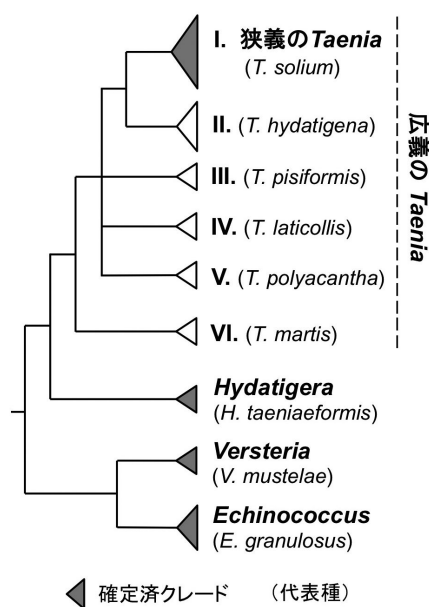 I. 狭義のTaenia
(T. solium)
II. (T. hydatigena)
III. (T. pisiformis)
IV. (T. laticollis)
V. (T. polyacantha)
VI. (T. martis)
広義の Taenia
Hydatigera
(H. taeniaeformis)
Versteria
(V. mustelae)
Echinococcus
(E. granulosus)
確定済クレード （代表種）